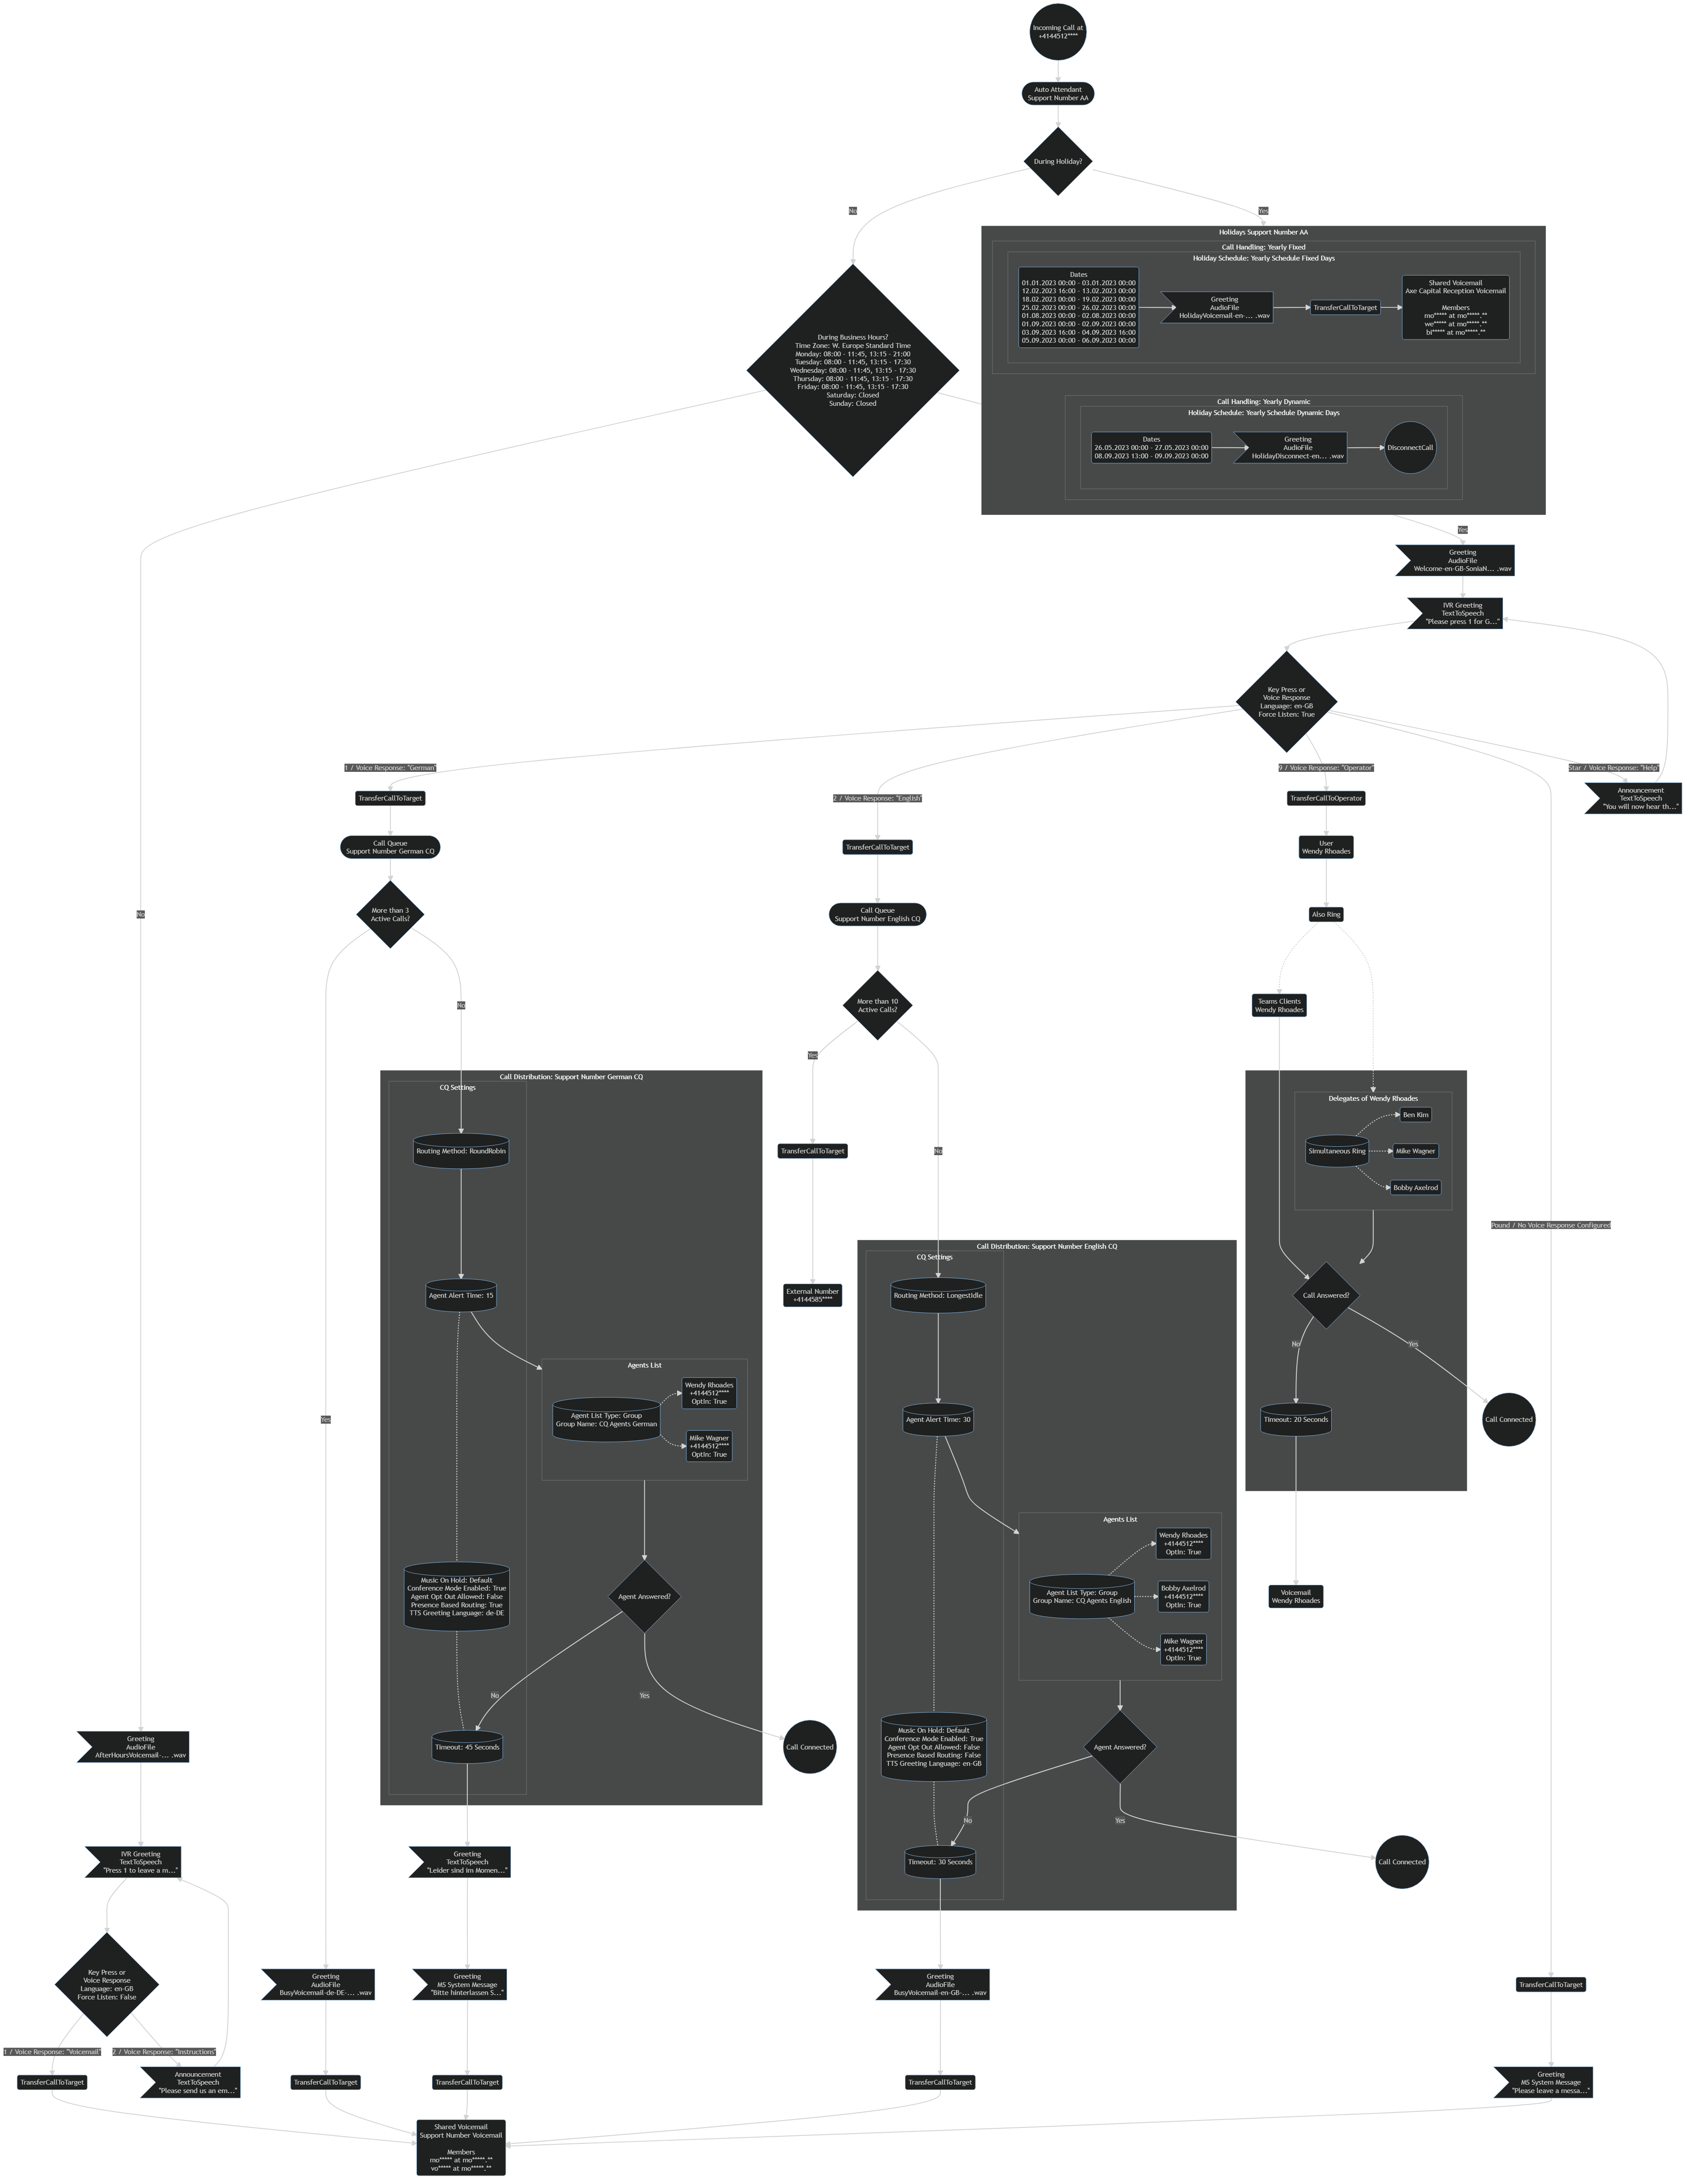 Incoming Call at
+4144512****
Auto Attendant
Support Number AA
During Holiday?
No
Yes
Holidays Support Number AA
Call Handling: Yearly Fixed
Holiday Schedule: Yearly Schedule Fixed Days
Dates
01.01.2023 00:00 - 03.01.2023 00:00
12.02.2023 16:00 - 13.02.2023 00:00
18.02.2023 00:00 - 19.02.2023 00:00
25.02.2023 00:00 - 26.02.2023 00:00
01.08.2023 00:00 - 02.08.2023 00:00
01.09.2023 00:00 - 02.09.2023 00:00
03.09.2023 16:00 - 04.09.2023 16:00
05.09.2023 00:00 - 06.09.2023 00:00
Greeting
AudioFile
HolidayVoicemail-en-... .wav
TransferCallToTarget
Shared Voicemail
Axe Capital Reception Voicemail
Members
mo***** at mo*****.**
we***** at mo*****.**
bi***** at mo*****.**
During Business Hours?
Time Zone: W. Europe Standard Time
Monday: 08:00 - 11:45, 13:15 - 21:00
Tuesday: 08:00 - 11:45, 13:15 - 17:30
Wednesday: 08:00 - 11:45, 13:15 - 17:30
Thursday: 08:00 - 11:45, 13:15 - 17:30
Friday: 08:00 - 11:45, 13:15 - 17:30
Saturday: Closed
Sunday: Closed
Call Handling: Yearly Dynamic
Holiday Schedule: Yearly Schedule Dynamic Days
Dates
26.05.2023 00:00 - 27.05.2023 00:00
08.09.2023 13:00 - 09.09.2023 00:00
Greeting
AudioFile
HolidayDisconnect-en... .wav
DisconnectCall
Yes
Greeting
AudioFile
Welcome-en-GB-SoniaN... .wav
IVR Greeting
TextToSpeech
"Please press 1 for G..."
Key Press or
Voice Response
Language: en-GB
Force Listen: True
1 / Voice Response: "German"
2 / Voice Response: "English"
9 / Voice Response: "Operator"
Star / Voice Response: "Help"
TransferCallToTarget
TransferCallToOperator
Announcement
TextToSpeech
"You will now hear th..."
Call Queue
Support Number German CQ
TransferCallToTarget
User
Wendy Rhoades
No
More than 3
Active Calls?
Call Queue
Support Number English CQ
Also Ring
No
More than 10
Active Calls?
Teams Clients
Wendy Rhoades
Yes
Call Distribution: Support Number German CQ
CQ Settings
Routing Method: RoundRobin
TransferCallToTarget
No
Delegates of Wendy Rhoades
Ben Kim
Simultaneous Ring
Mike Wagner
Bobby Axelrod
Pound / No Voice Response Configured
Agent Alert Time: 15
External Number
+4144585****
Call Distribution: Support Number English CQ
CQ Settings
Routing Method: LongestIdle
Call Answered?
No
Yes
Yes
Agents List
Agent List Type: Group
Group Name: CQ Agents German
Wendy Rhoades
+4144512****
OptIn: True
Mike Wagner
+4144512****
OptIn: True
Agent Alert Time: 30
Timeout: 20 Seconds
Call Connected
Agents List
Agent List Type: Group
Group Name: CQ Agents English
Wendy Rhoades
+4144512****
OptIn: True
Bobby Axelrod
+4144512****
OptIn: True
Mike Wagner
+4144512****
OptIn: True
Voicemail
Wendy Rhoades
Music On Hold: Default
Conference Mode Enabled: True
Agent Opt Out Allowed: False
Presence Based Routing: True
TTS Greeting Language: de-DE
Agent Answered?
No
Yes
Greeting
AudioFile
AfterHoursVoicemail-... .wav
Timeout: 45 Seconds
Call Connected
Music On Hold: Default
Conference Mode Enabled: True
Agent Opt Out Allowed: False
Presence Based Routing: False
TTS Greeting Language: en-GB
Agent Answered?
No
Yes
IVR Greeting
TextToSpeech
"Press 1 to leave a m..."
Greeting
TextToSpeech
"Leider sind im Momen..."
Timeout: 30 Seconds
Call Connected
Key Press or
Voice Response
Language: en-GB
Force Listen: False
Greeting
AudioFile
BusyVoicemail-de-DE-... .wav
Greeting
MS System Message
"Bitte hinterlassen S..."
Greeting
AudioFile
BusyVoicemail-en-GB-... .wav
TransferCallToTarget
1 / Voice Response: "Voicemail"
2 / Voice Response: "Instructions"
TransferCallToTarget
Announcement
TextToSpeech
"Please send us an em..."
TransferCallToTarget
TransferCallToTarget
TransferCallToTarget
Greeting
MS System Message
"Please leave a messa..."
Shared Voicemail
Support Number Voicemail
Members
mo***** at mo*****.**
vo***** at mo*****.**